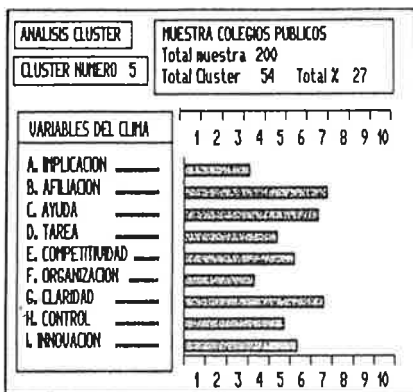 ANALISIS CLUSTER
CLUSTER NUMERO 5
MUESTRA COLEGIOS PUBLICOS
Total muestra 200
Total Cluster 54 Total % 27
VARIABLES DEL CLIMA
1 2 3 4 5 6 7 8 9 10
A. IMPLICACION
B. AFILIACION
C. AYUDA
D. TAREA
E. COMPETITIVIDAD
F. ORGANIZACION
G. CLARIDAD
H. CONTROL
I. INNOVACION
1 2 3 4 5 6 7 8 9 10